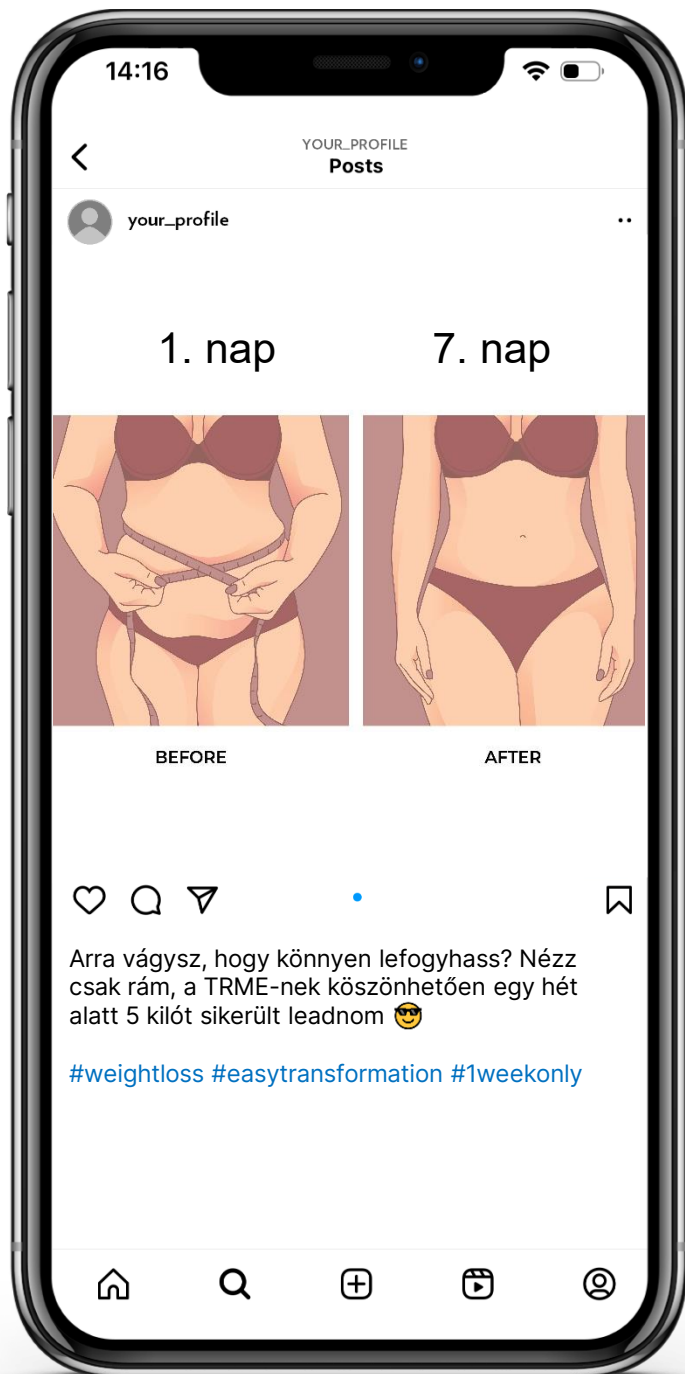 14:16
YOUR_PROFILE
Posts
your_profile
1. nap
7. nap
BEFORE
AFTER
Arra vágysz, hogy könnyen lefogyhass? Nézz
csak rám, a TRME-nek köszönhetően egy hét
alatt 5 kilót sikerült leadnom 😎
#weightloss #easytransformation #1weekonly